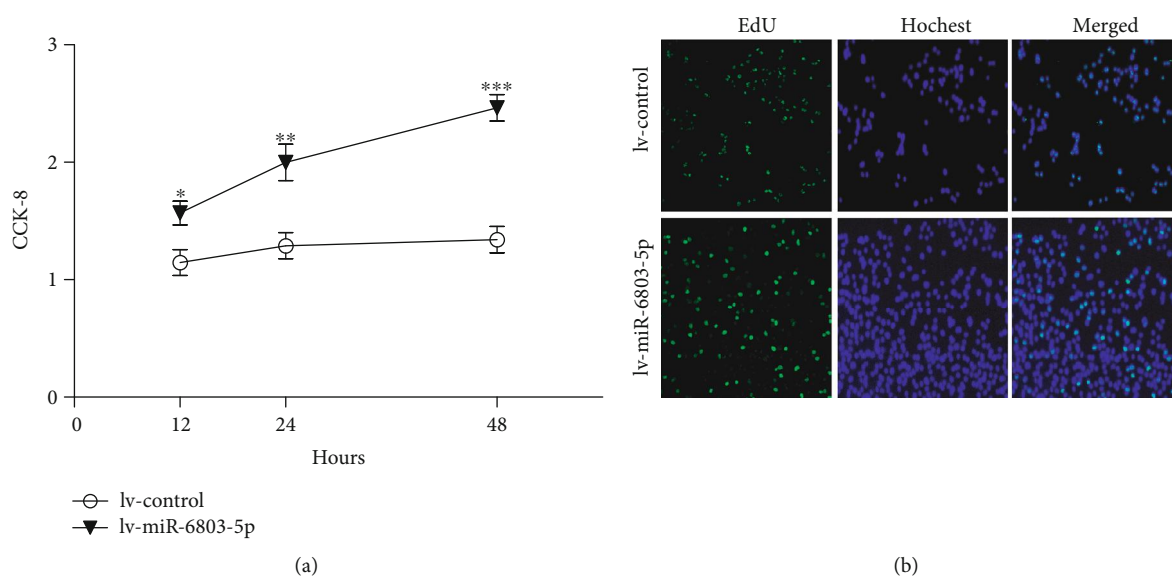 3
2
1
0
CCK-8
*
**
***
0
12
24
48
Hours
lv-control
lv-miR-6803-5p
(a)
EdU
Hochest
Merged
lv-control
lv-miR-6803-5p
(b)